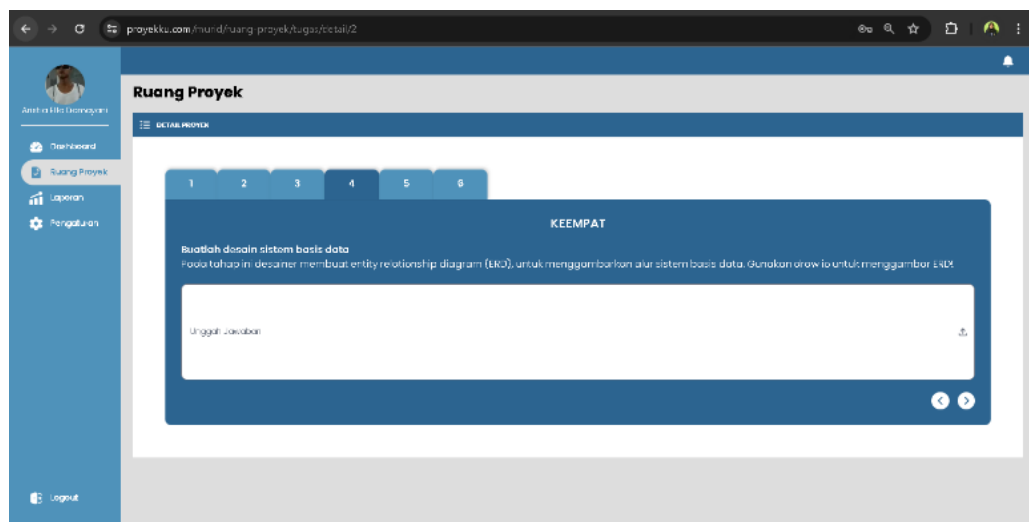 proyekku.com/murid/ruang-proyek/tugas/detail/2
Ruang Proyek
DETAIL PROYEK
Dashboard
Ruang Proyek
Laporan
Pengaturan
1 2 3 4 5 6
KEEMPAT
Buatlah desain sistem basis data
Pada tahap ini desainer membuat entity relationship diagram (ERD), untuk menggambarkan alur sistem basis data. Gunakan draw io untuk menggambar ERD!
Unggah Jawaban
Logout